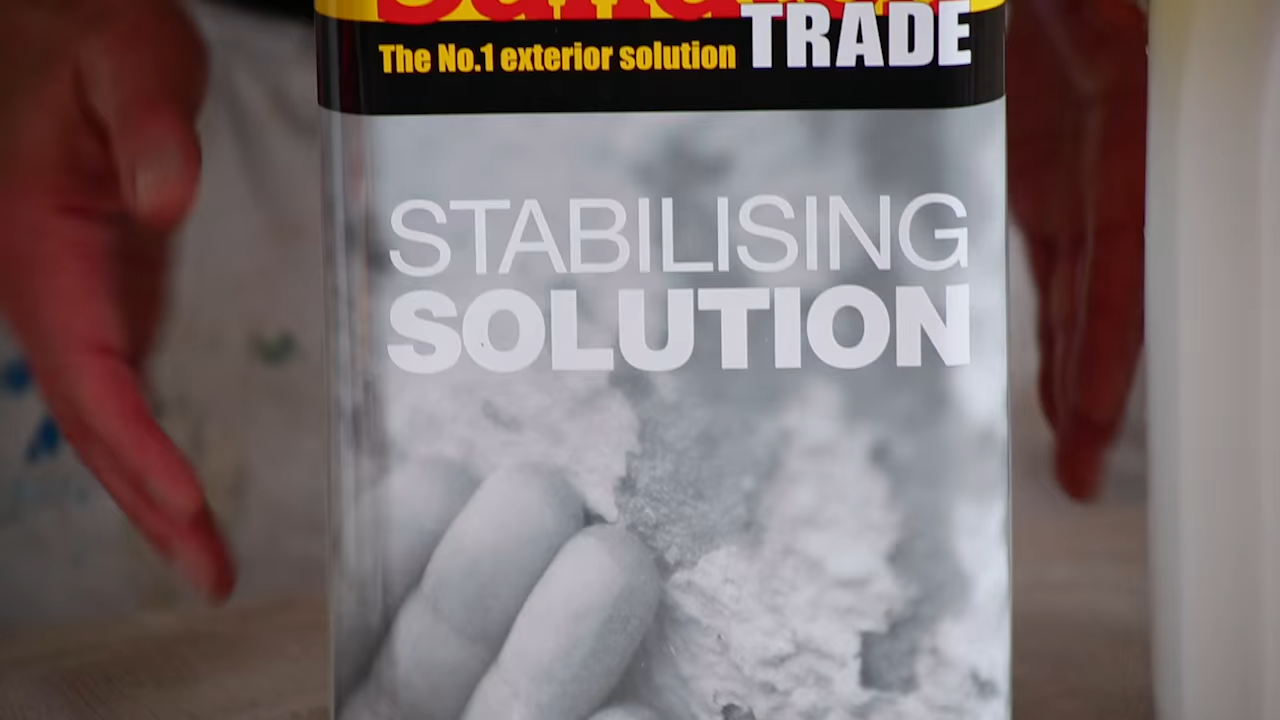 TRADE
The No.1 exterior solution
STABILISING
SOLUTION